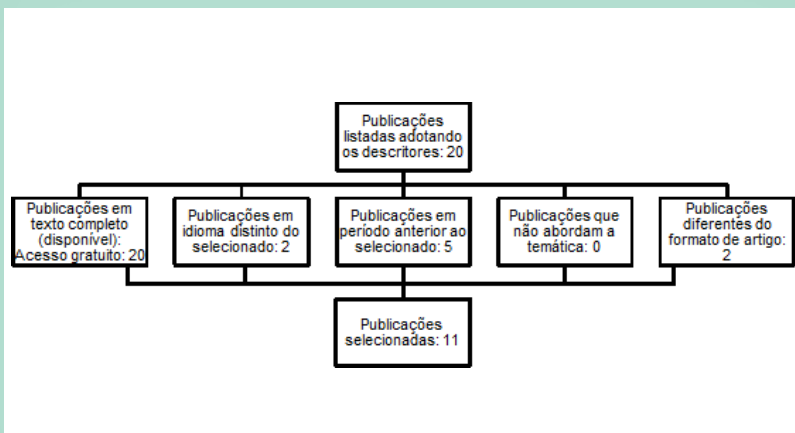 Publicações
listadas adotando
os descritores: 20
Publicações em
texto completo
(disponível):
Acesso gratuito: 20
Publicações em
idioma distinto do
selecionado: 2
Publicações em
período anterior ao
selecionado: 5
Publicações que
não abordam a
temática: 0
Publicações
diferentes do
formato de artigo:
2
Publicações
selecionadas: 11